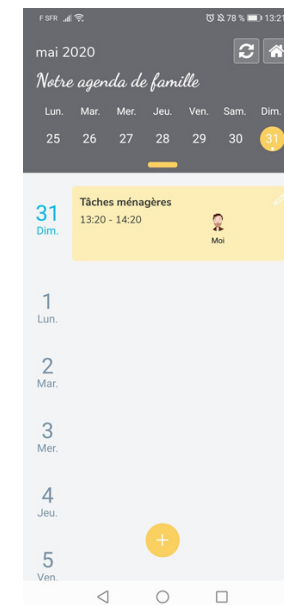 F SFR 78 % 13:21
mai 2020
Notre agenda de famille
Lun. Mar. Mer. Jeu. Ven. Sam. Dim.
25 26 27 28 29 30 31
31
Dim.
Tâches ménagères
13:20 - 14:20
Moi
1
Lun.
2
Mar.
3
Mer.
4
Jeu.
5
Ven.